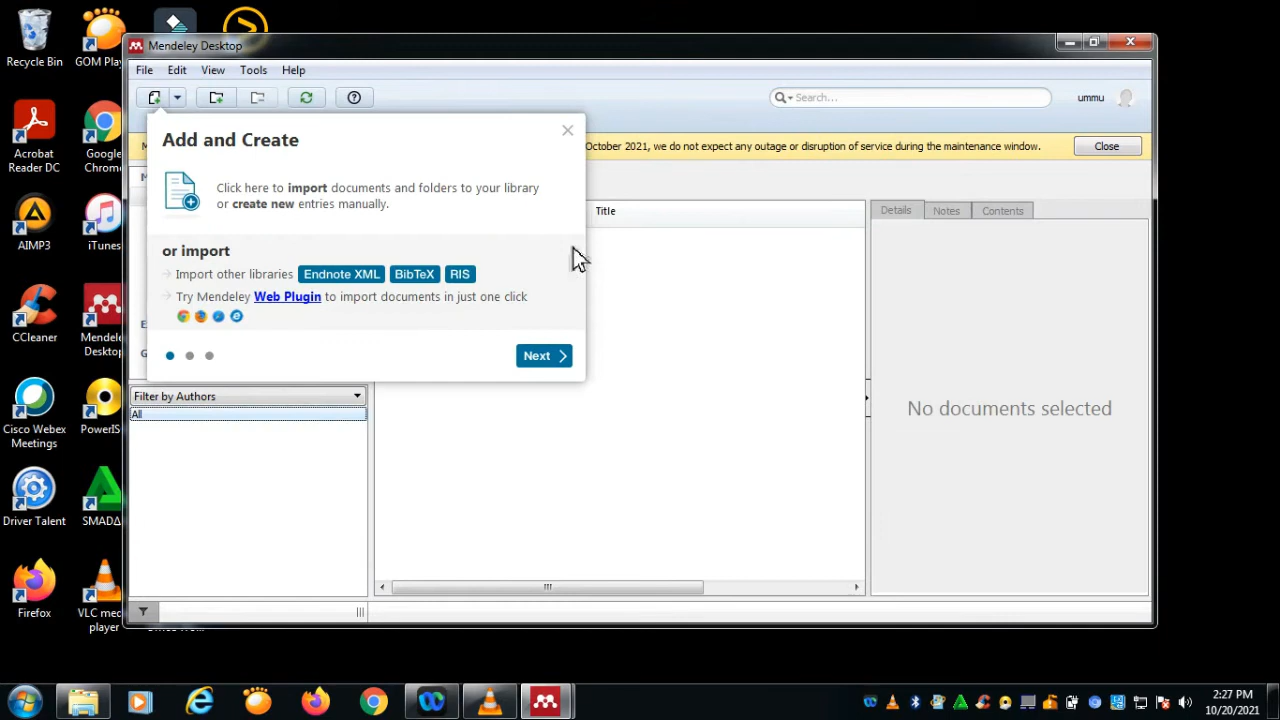 Recycle Bin
GOM Play
Acrobat
Reader DC
Google
Chrome
AIMP3
iTunes
CCleaner
Mendeley
Desktop
Cisco Webex
Meetings
PowerIS
Driver Talent
SMADΔ
Firefox
VLC media
player
Mendeley Desktop
File Edit View Tools Help
Search...
ummu
October 2021, we do not expect any outage or disruption of service during the maintenance window.
Close
Add and Create
Click here to import documents and folders to your library
or create new entries manually.
or import
Import other libraries Endnote XML BibTeX RIS
Try Mendeley Web Plugin to import documents in just one click
Next
Title
Details Notes Contents
Filter by Authors
All
No documents selected
2:27 PM
10/20/2021